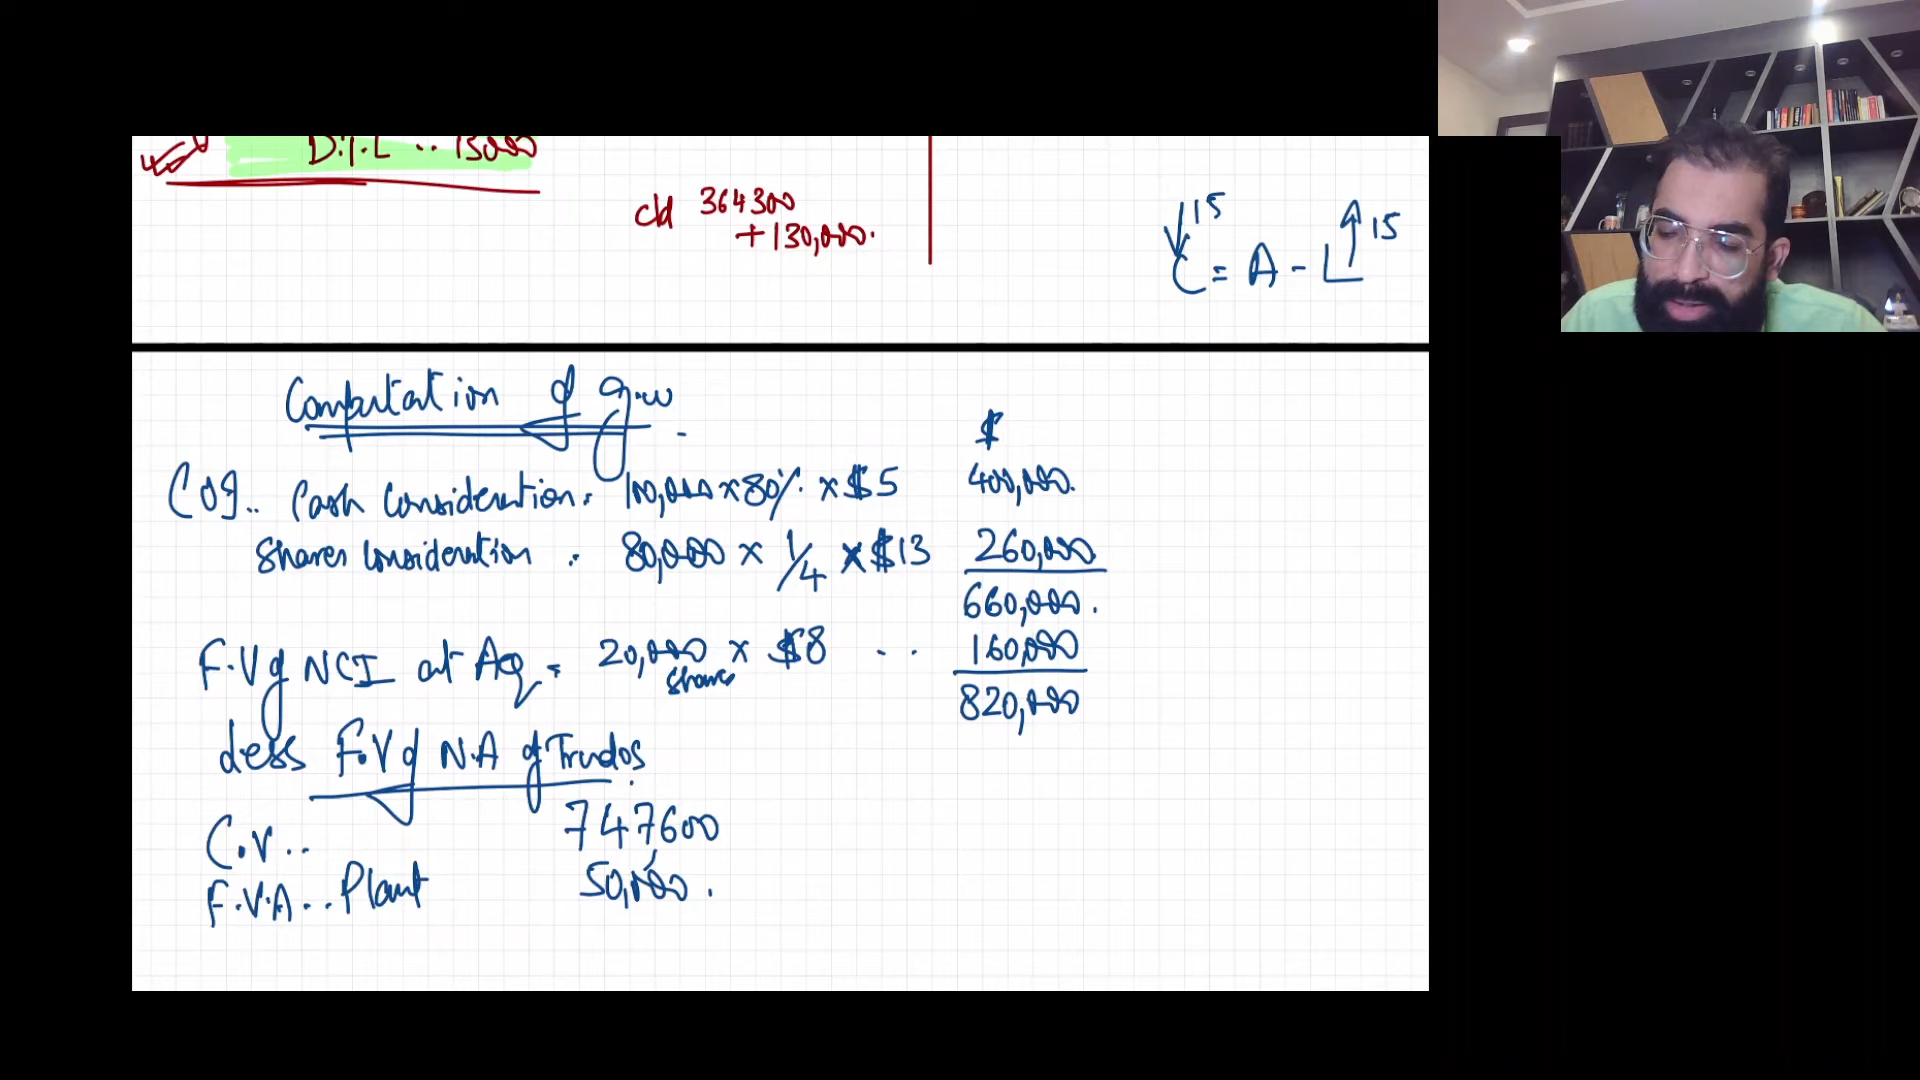 D.T.L .. 15000
c/d 364300
+130,000.
↓15 ↑15
C = A - L
Computation of G.W
$
COI.. Cash Consideration = 100,000 x 80% x $5 400,000.
Shares Consideration = 80,000 x 1/4 x $13 260,000
660,000.
F.V of NCI at Aq = 20,000 x $8 .. 160,000
shares
820,000
Less F.V of N.A of Trudos
C.V.. 747600
F.V.A... Plant 50,000.